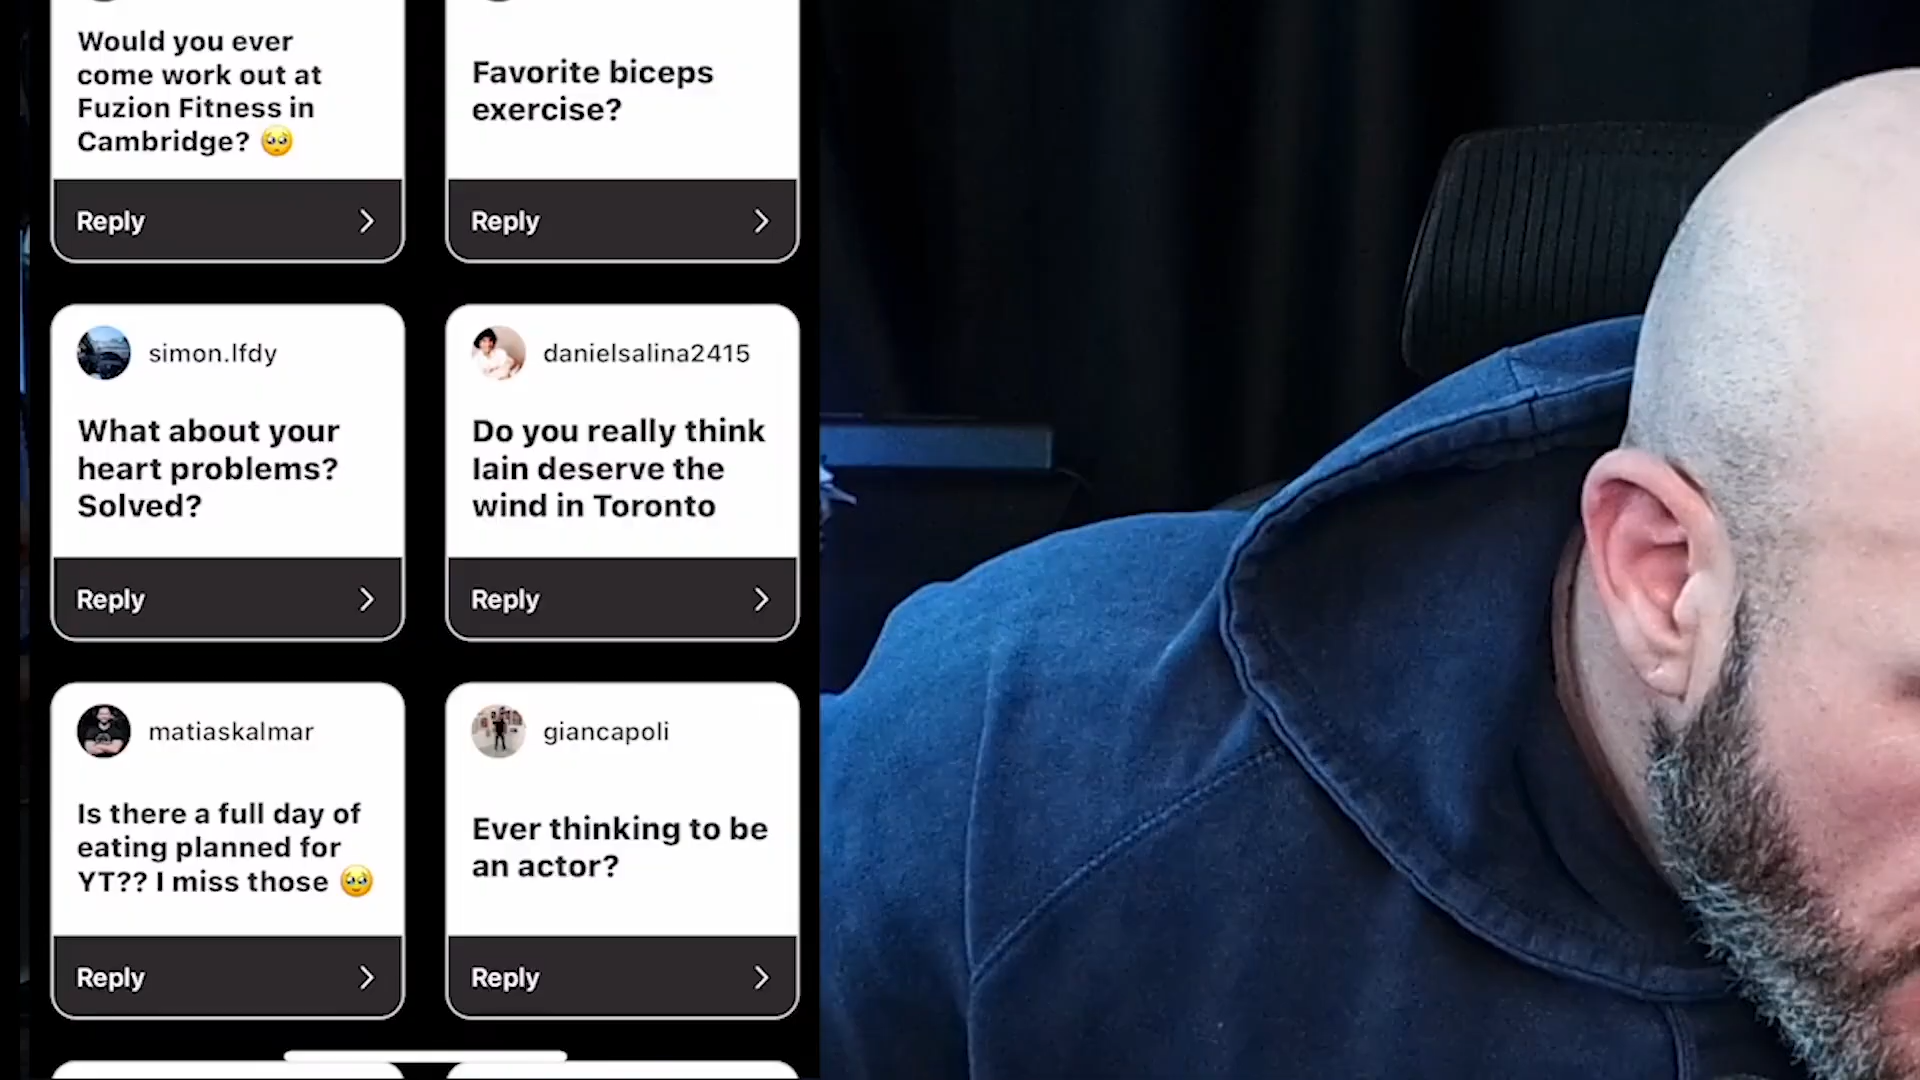 Would you ever
come work out at
Fuzion Fitness in
Cambridge? 🥺
Reply
Favorite biceps
exercise?
Reply
simon.lfdy
What about your
heart problems?
Solved?
Reply
danielsalina2415
Do you really think
Iain deserve the
wind in Toronto
Reply
matiaskalmar
Is there a full day of
eating planned for
YT?? I miss those 🥹
Reply
giancapoli
Ever thinking to be
an actor?
Reply